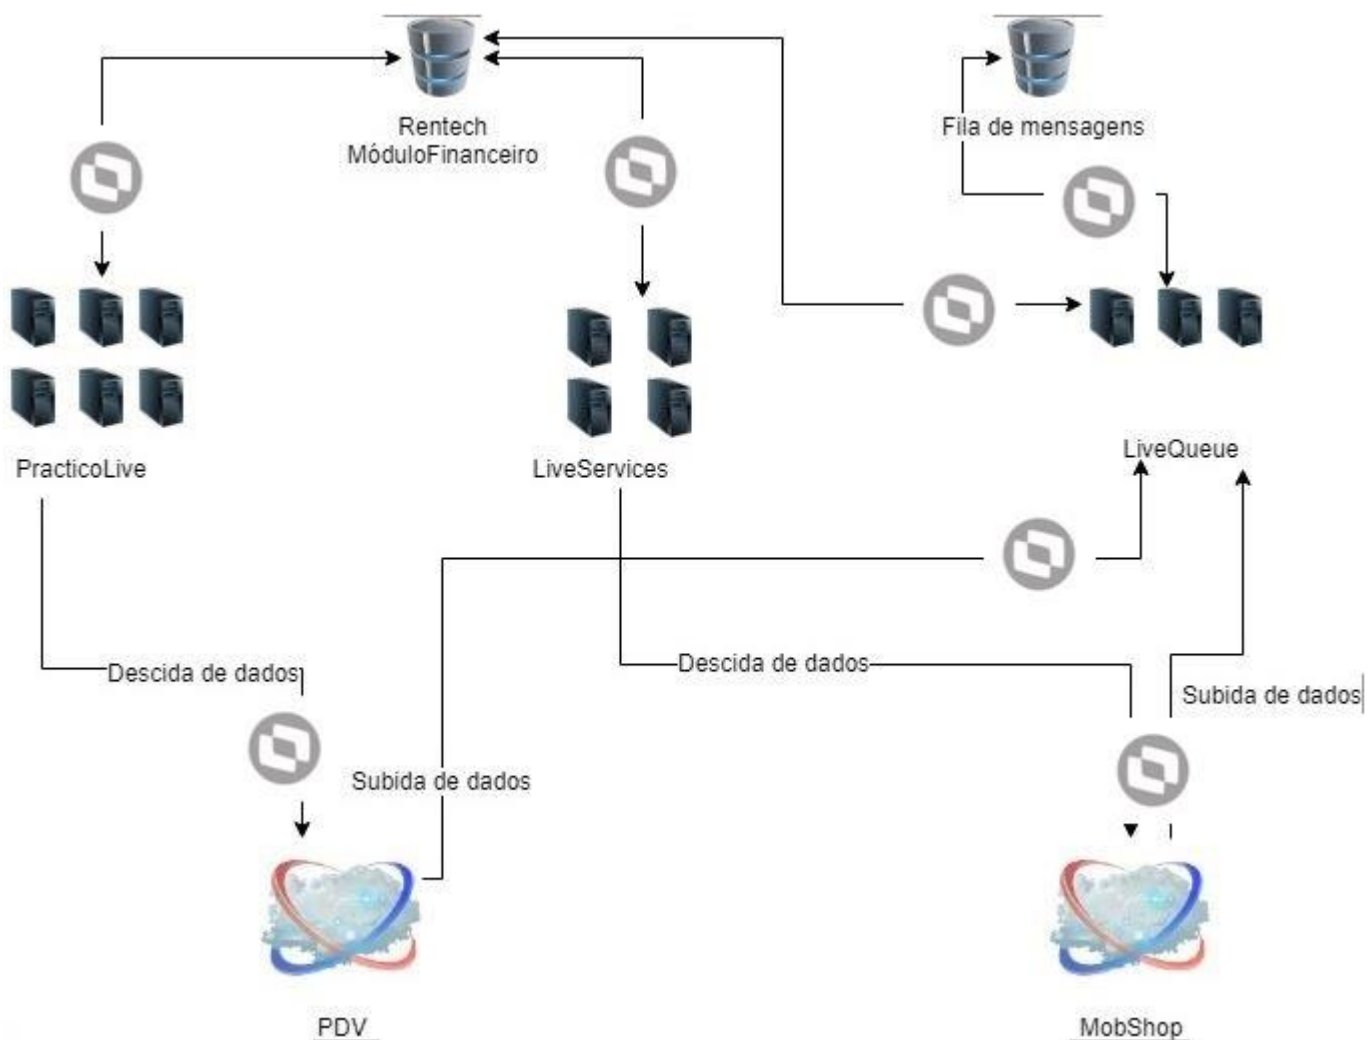 Rentech
MóduloFinanceiro
Fila de mensagens
PracticoLive
LiveServices
LiveQueue
Descida de dados
Descida de dados
Subida de dados
Subida de dados
PDV
MobShop